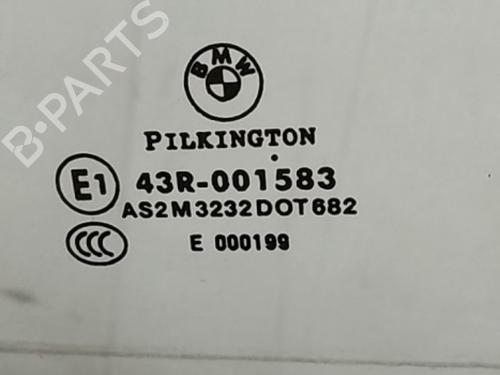 B-PARTS
BMW
PILKINGTON
E1 43R-001583
AS2M3232DOT682
CCC E 000199